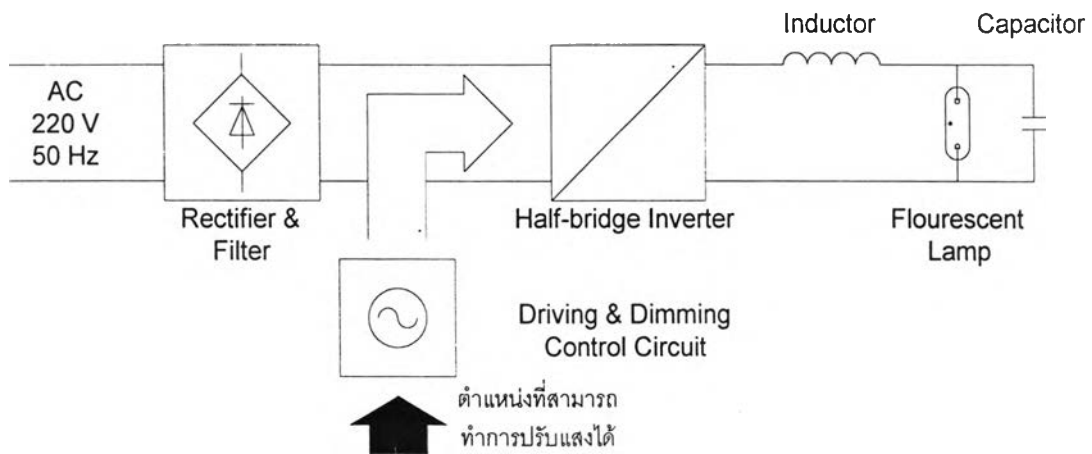 Inductor
Capacitor
AC
220 V
50 Hz
Rectifier &
Filter
Half-bridge Inverter
Flourescent
Lamp
Driving & Dimming
Control Circuit
ตำแหน่งที่สามารถ
ทำการปรับแสงได้